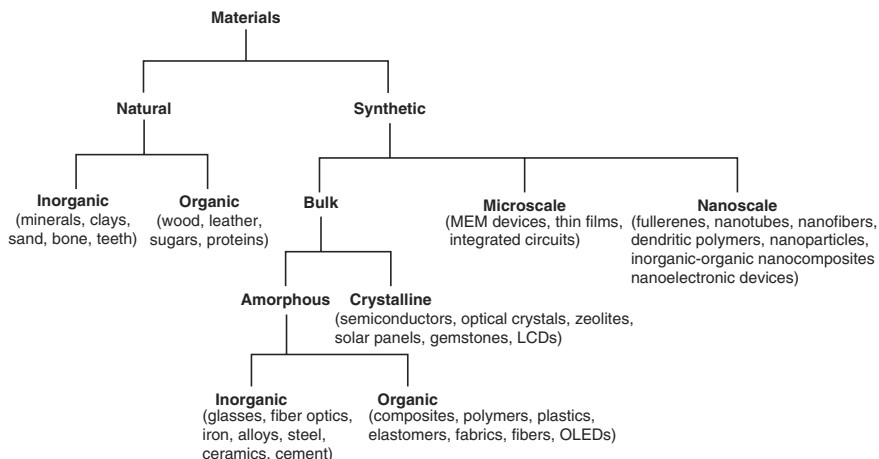 Materials
Natural
Synthetic
Inorganic
(minerals, clays,
sand, bone, teeth)
Organic
(wood, leather,
sugars, proteins)
Bulk
Microscale
(MEM devices, thin films,
integrated circuits)
Nanoscale
(fullerenes, nanotubes, nanofibers,
dendritic polymers, nanoparticles,
inorganic-organic nanocomposites
nanoelectronic devices)
Amorphous
Crystalline
(semiconductors, optical crystals, zeolites,
solar panels, gemstones, LCDs)
Inorganic
(glasses, fiber optics,
iron, alloys, steel,
ceramics, cement)
Organic
(composites, polymers, plastics,
elastomers, fabrics, fibers, OLEDs)